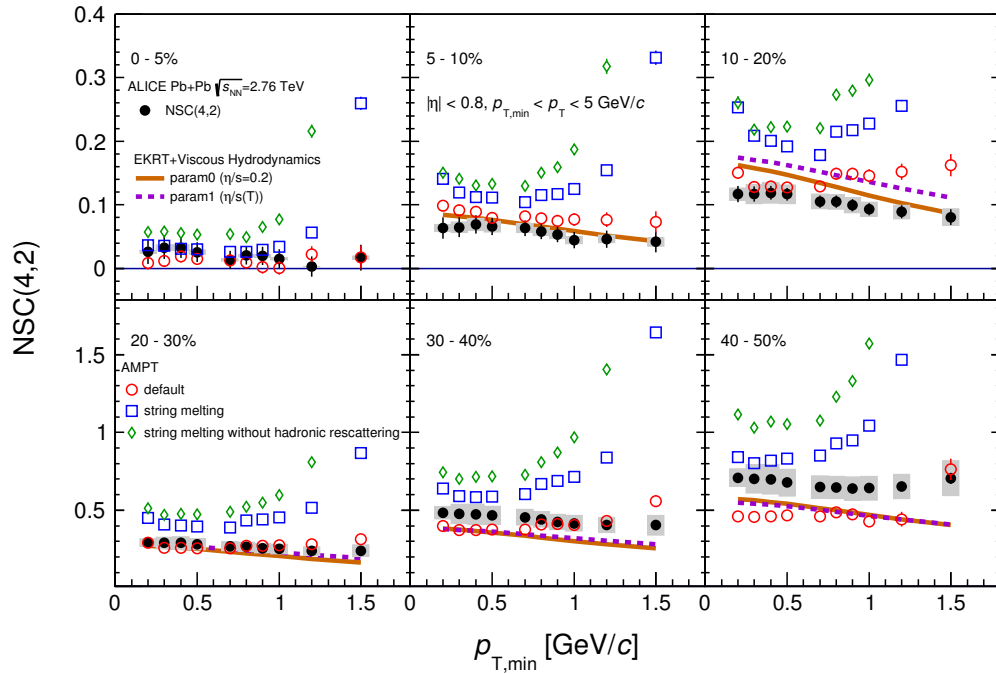 NSC(4,2)
0.4
0.3
0.2
0.1
0
0 - 5%
ALICE Pb+Pb √s_NN=2.76 TeV
NSC(4,2)
EKRT+Viscous Hydrodynamics
param0 (η/s=0.2)
param1 (η/s(T))
5 - 10%
|η| < 0.8, p_T,min < p_T < 5 GeV/c
10 - 20%
1.5
1
0.5
20 - 30%
AMPT
default
string melting
string melting without hadronic rescattering
30 - 40%
40 - 50%
0 0.5 1 1.5 0 0.5 1 1.5 0 0.5 1 1.5
p_T,min [GeV/c]